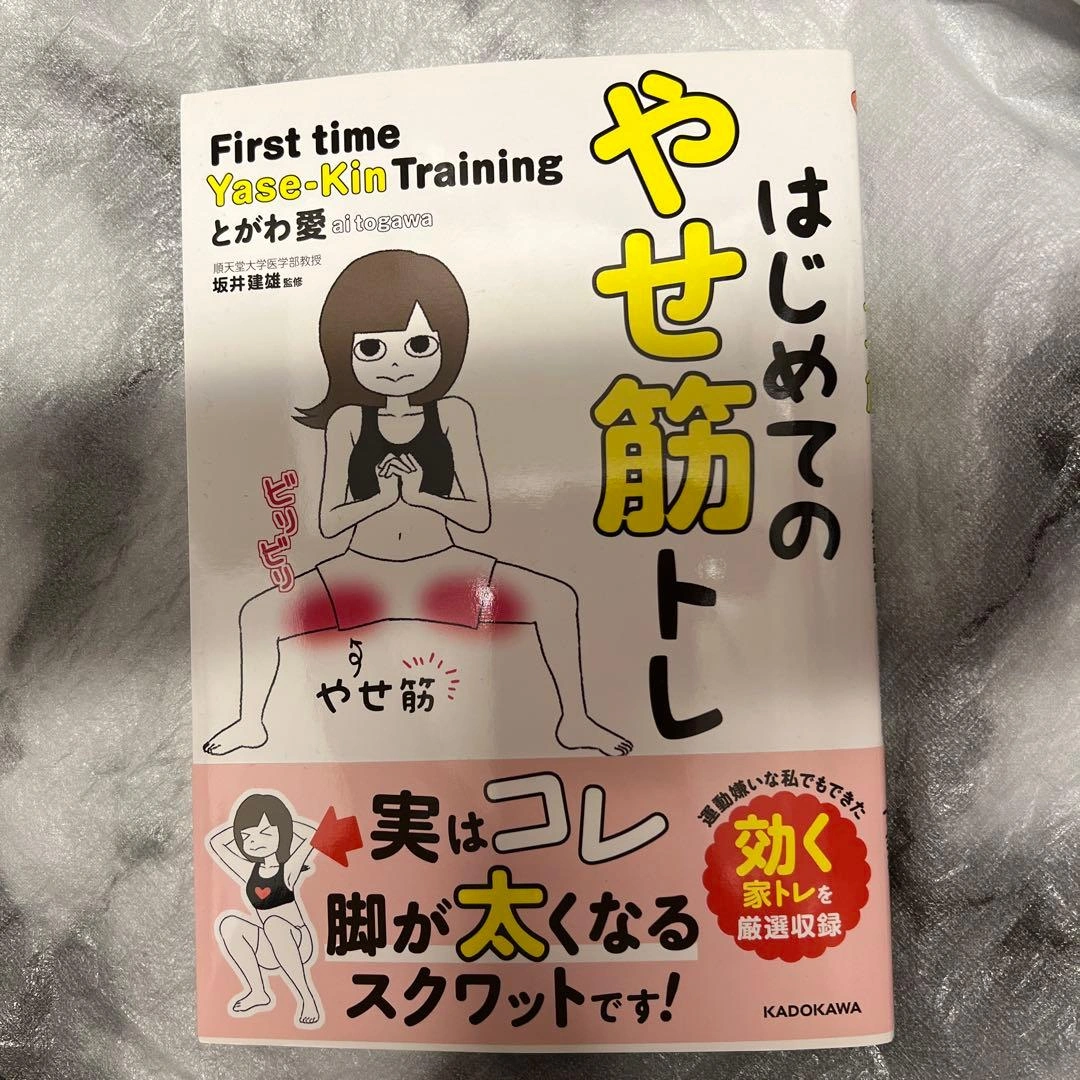 はじめての
やせ筋トレ
First time
Yase-Kin Training
とがわ愛 ai togawa
順天堂大学医学部教授
坂井建雄 監修
ビリビリ
やせ筋
実はコレ
脚が太くなる
スクワットです!
運動嫌いな私でもできた
効く
家トレを
厳選収録
KADOKAWA